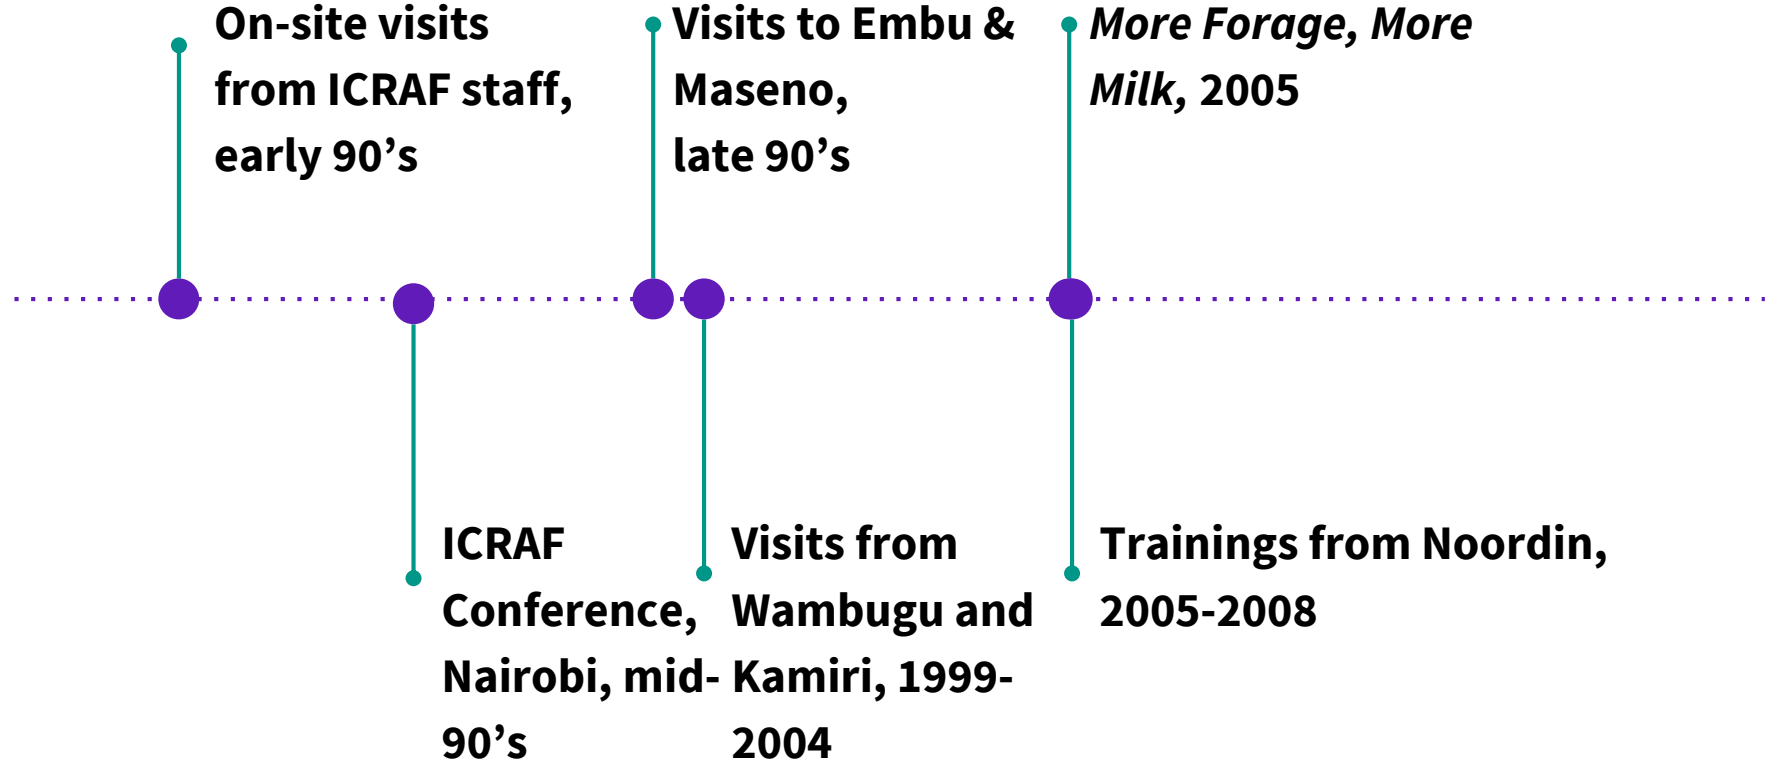 On-site visits
from ICRAF staff,
early 90’s
Visits to Embu &
Maseno,
late 90’s
More Forage, More
Milk, 2005
ICRAF
Conference,
Nairobi, mid-
90’s
Visits from
Wambugu and
Kamiri, 1999-
2004
Trainings from Noordin,
2005-2008